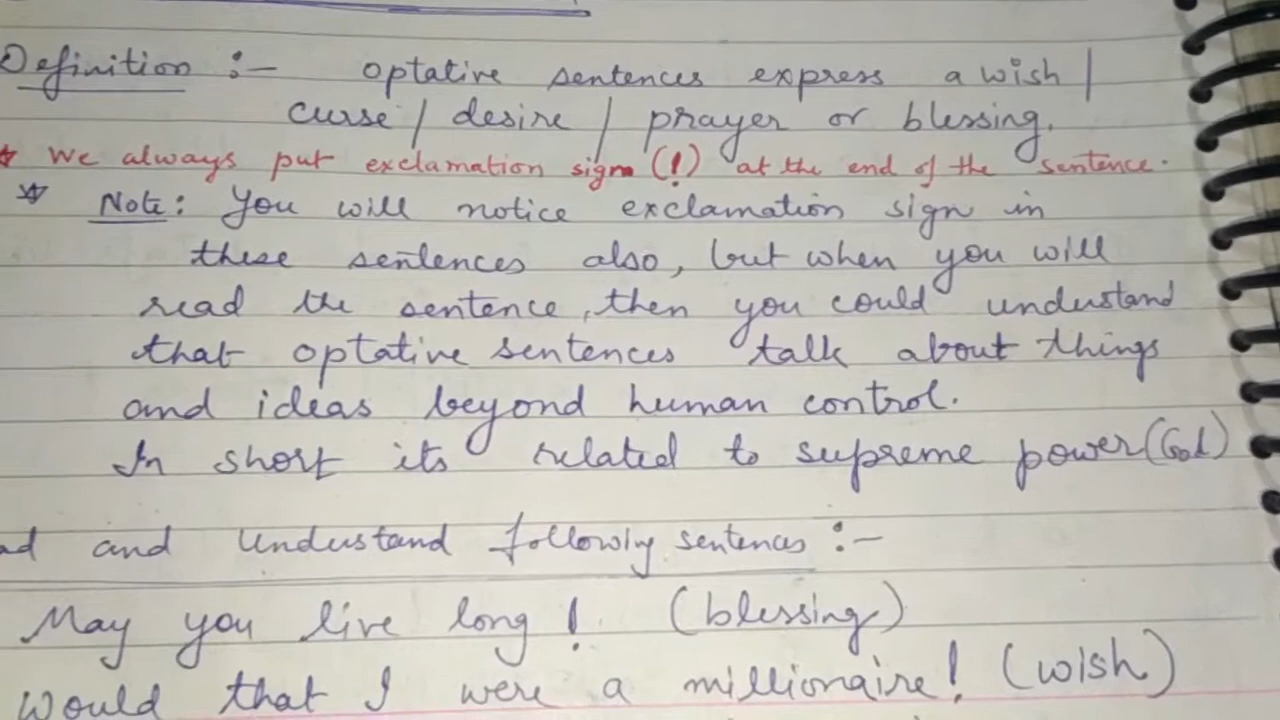 Definition :- optative sentences express a wish /
curse / desire / prayer or blessing.
We always put exclamation sign (!) at the end of the sentence.
Note: You will notice exclamation sign in
these sentences also, but when you will
read the sentence, then you could understand
that optative sentences talk about things
and ideas beyond human control.
In short its related to supreme power (God)
ad and understand following sentences :-
May you live long ! (blessing)
Would that I were a millionaire! (wish)